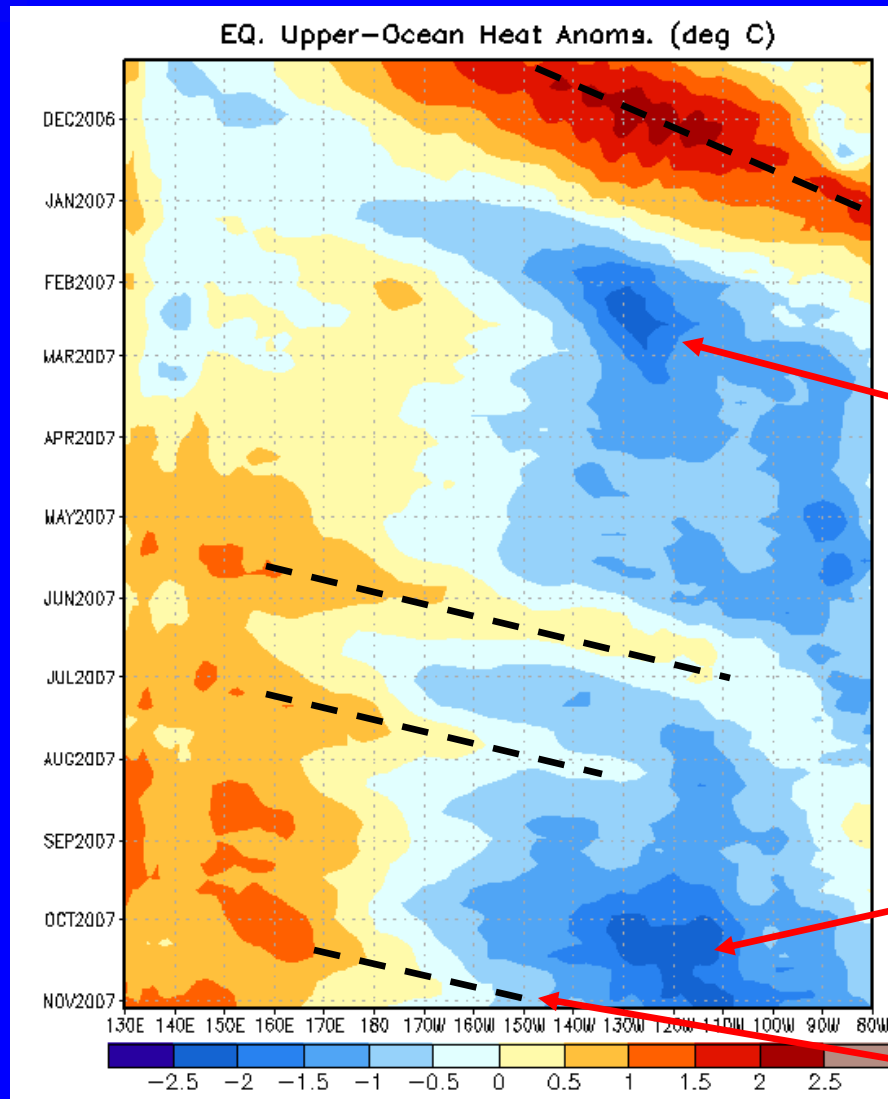 EQ. Upper-Ocean Heat Anoms. (deg C)
DEC2006
JAN2007
FEB2007
MAR2007
APR2007
MAY2007
JUN2007
JUL2007
AUG2007
SEP2007
OCT2007
NOV2007
130E 140E 150E 160E 170E 180 170W 160W 150W 140W 130W 120W 110W 100W 90W 80W
-2.5 -2 -1.5 -1 -0.5 0 0.5 1 1.5 2 2.5